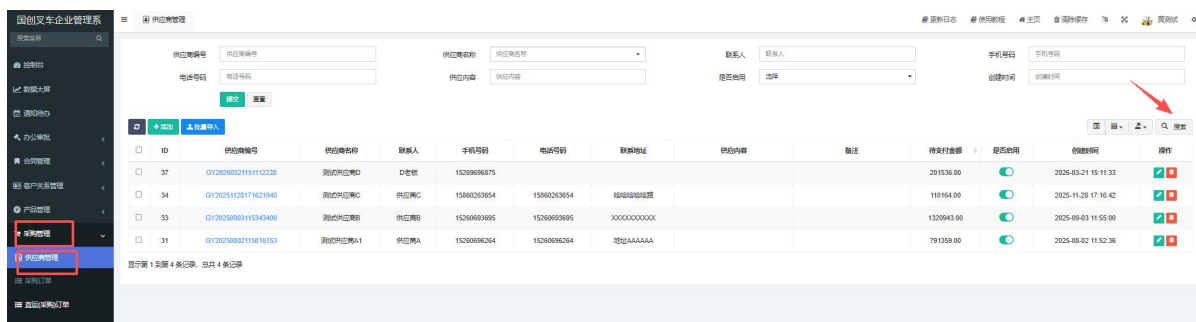 国创叉车企业管理系
供应商管理
更新日志 使用教程 主页 清除缓存 黄测试
搜索菜单
控制台
数据大屏
通知待办
办公审批
合同管理
客户关系管理
产品管理
采购管理
供应商管理
采购订单
直运(采购)订单
供应商编号 供应商编号 供应商名称 供应商名称 联系人 联系人 手机号码 手机号码
电话号码 电话号码 供应内容 供应内容 是否启用 选择 创建时间 创建时间
提交 重置
+添加 批量导入 搜索
ID 供应商编号 供应商名称 联系人 手机号码 电话号码 联系地址 供应内容 备注 待支付金额 是否启用 创建时间 操作
37 GY20260321151112228 测试供应商D D老板 15269696875 201536.00 2026-03-21 15:11:33
34 GY20251128171621940 测试供应商C 供应商C 15860263654 15860263654 哈哈哈哈哈路 110164.00 2025-11-28 17:16:42
33 GY20250903115343400 测试供应商B 供应商B 15260693695 15260693695 XXXXXXXXXX 1320943.00 2025-09-03 11:55:00
31 GY20250802115016153 测试供应商A1 供应商A 15260696264 15260696264 地址AAAAAA 791359.00 2025-08-02 11:52:36
显示第 1 到第 4 条记录，总共 4 条记录